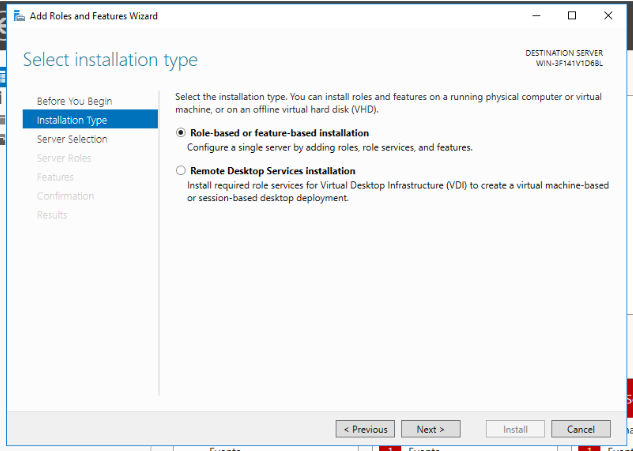 Add Roles and Features Wizard
Select installation type
DESTINATION SERVER
WIN-3F141V1D6BL
Before You Begin
Installation Type
Server Selection
Server Roles
Features
Confirmation
Results
Select the installation type. You can install roles and features on a running physical computer or virtual
machine, or on an offline virtual hard disk (VHD).
Role-based or feature-based installation
Configure a single server by adding roles, role services, and features.
Remote Desktop Services installation
Install required role services for Virtual Desktop Infrastructure (VDI) to create a virtual machine-based
or session-based desktop deployment.
< Previous
Next >
Install
Cancel
Events
1
Events
1